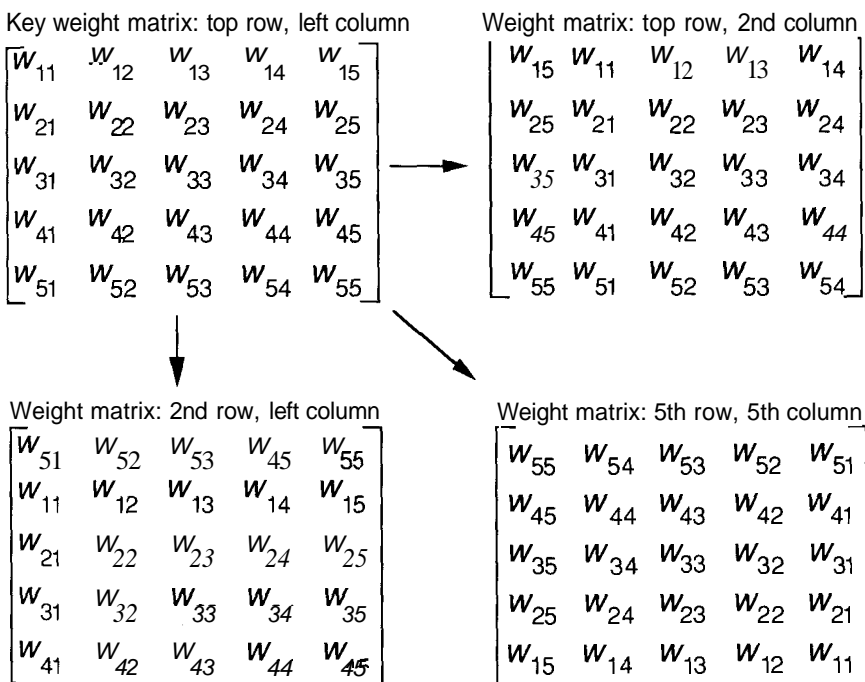 Key weight matrix: top row, left column
w11 w12 w13 w14 w15
w21 w22 w23 w24 w25
w31 w32 w33 w34 w35
w41 w42 w43 w44 w45
w51 w52 w53 w54 w55
Weight matrix: top row, 2nd column
w15 w11 w12 w13 w14
w25 w21 w22 w23 w24
w35 w31 w32 w33 w34
w45 w41 w42 w43 w44
w55 w51 w52 w53 w54
Weight matrix: 2nd row, left column
w51 w52 w53 w45 w55
w11 w12 w13 w14 w15
w21 w22 w23 w24 w25
w31 w32 w33 w34 w35
w41 w42 w43 w44 w45
Weight matrix: 5th row, 5th column
w55 w54 w53 w52 w51
w45 w44 w43 w42 w41
w35 w34 w33 w32 w31
w25 w24 w23 w22 w21
w15 w14 w13 w12 w11